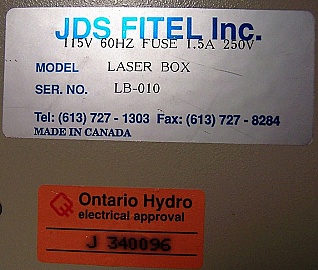 JDS FITEL Inc.
115V 60HZ FUSE 1.5A 250V
MODEL LASER BOX
SER. NO. LB-010
Tel: (613) 727 - 1303 Fax: (613) 727 - 8284
MADE IN CANADA
Ontario Hydro
electrical approval
J 340096